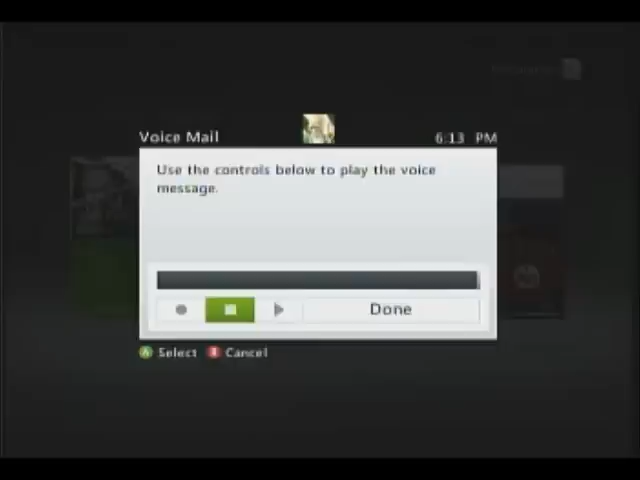 Voice Mail
6:13 PM
Use the controls below to play the voice
message.
Done
A Select B Cancel